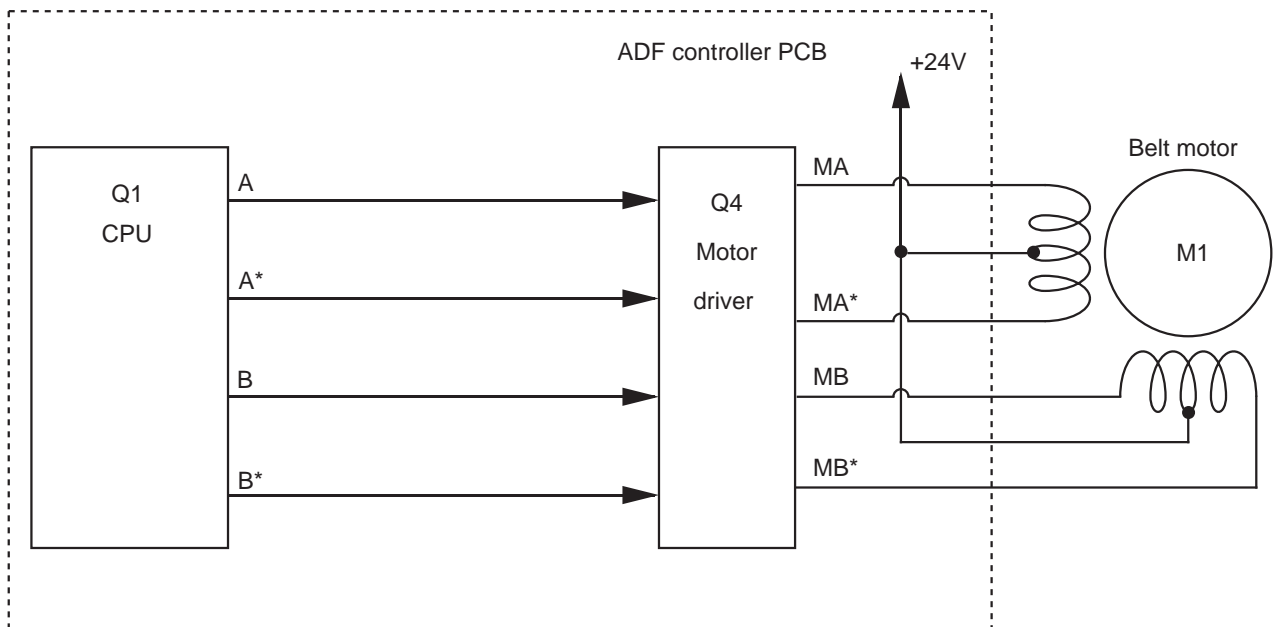 ADF controller PCB
+24V
Belt motor
Q1
CPU
A
A*
B
B*
Q4
Motor
driver
MA
MA*
MB
MB*
M1